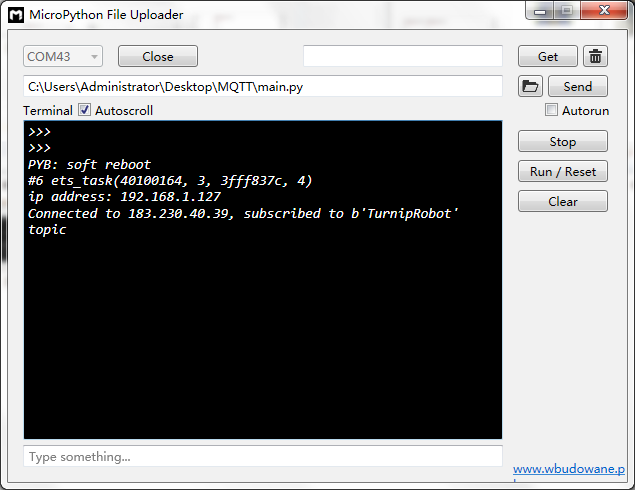 MicroPython File Uploader
COM43
Close
Get
C:\Users\Administrator\Desktop\MQTT\main.py
Send
Terminal
Autoscroll
Autorun
>>>
>>>
PYB: soft reboot
#6 ets_task(40100164, 3, 3fff837c, 4)
ip address: 192.168.1.127
Connected to 183.230.40.39, subscribed to b'TurnipRobot'
topic
Stop
Run / Reset
Clear
Type something...
www.wbudowane.p